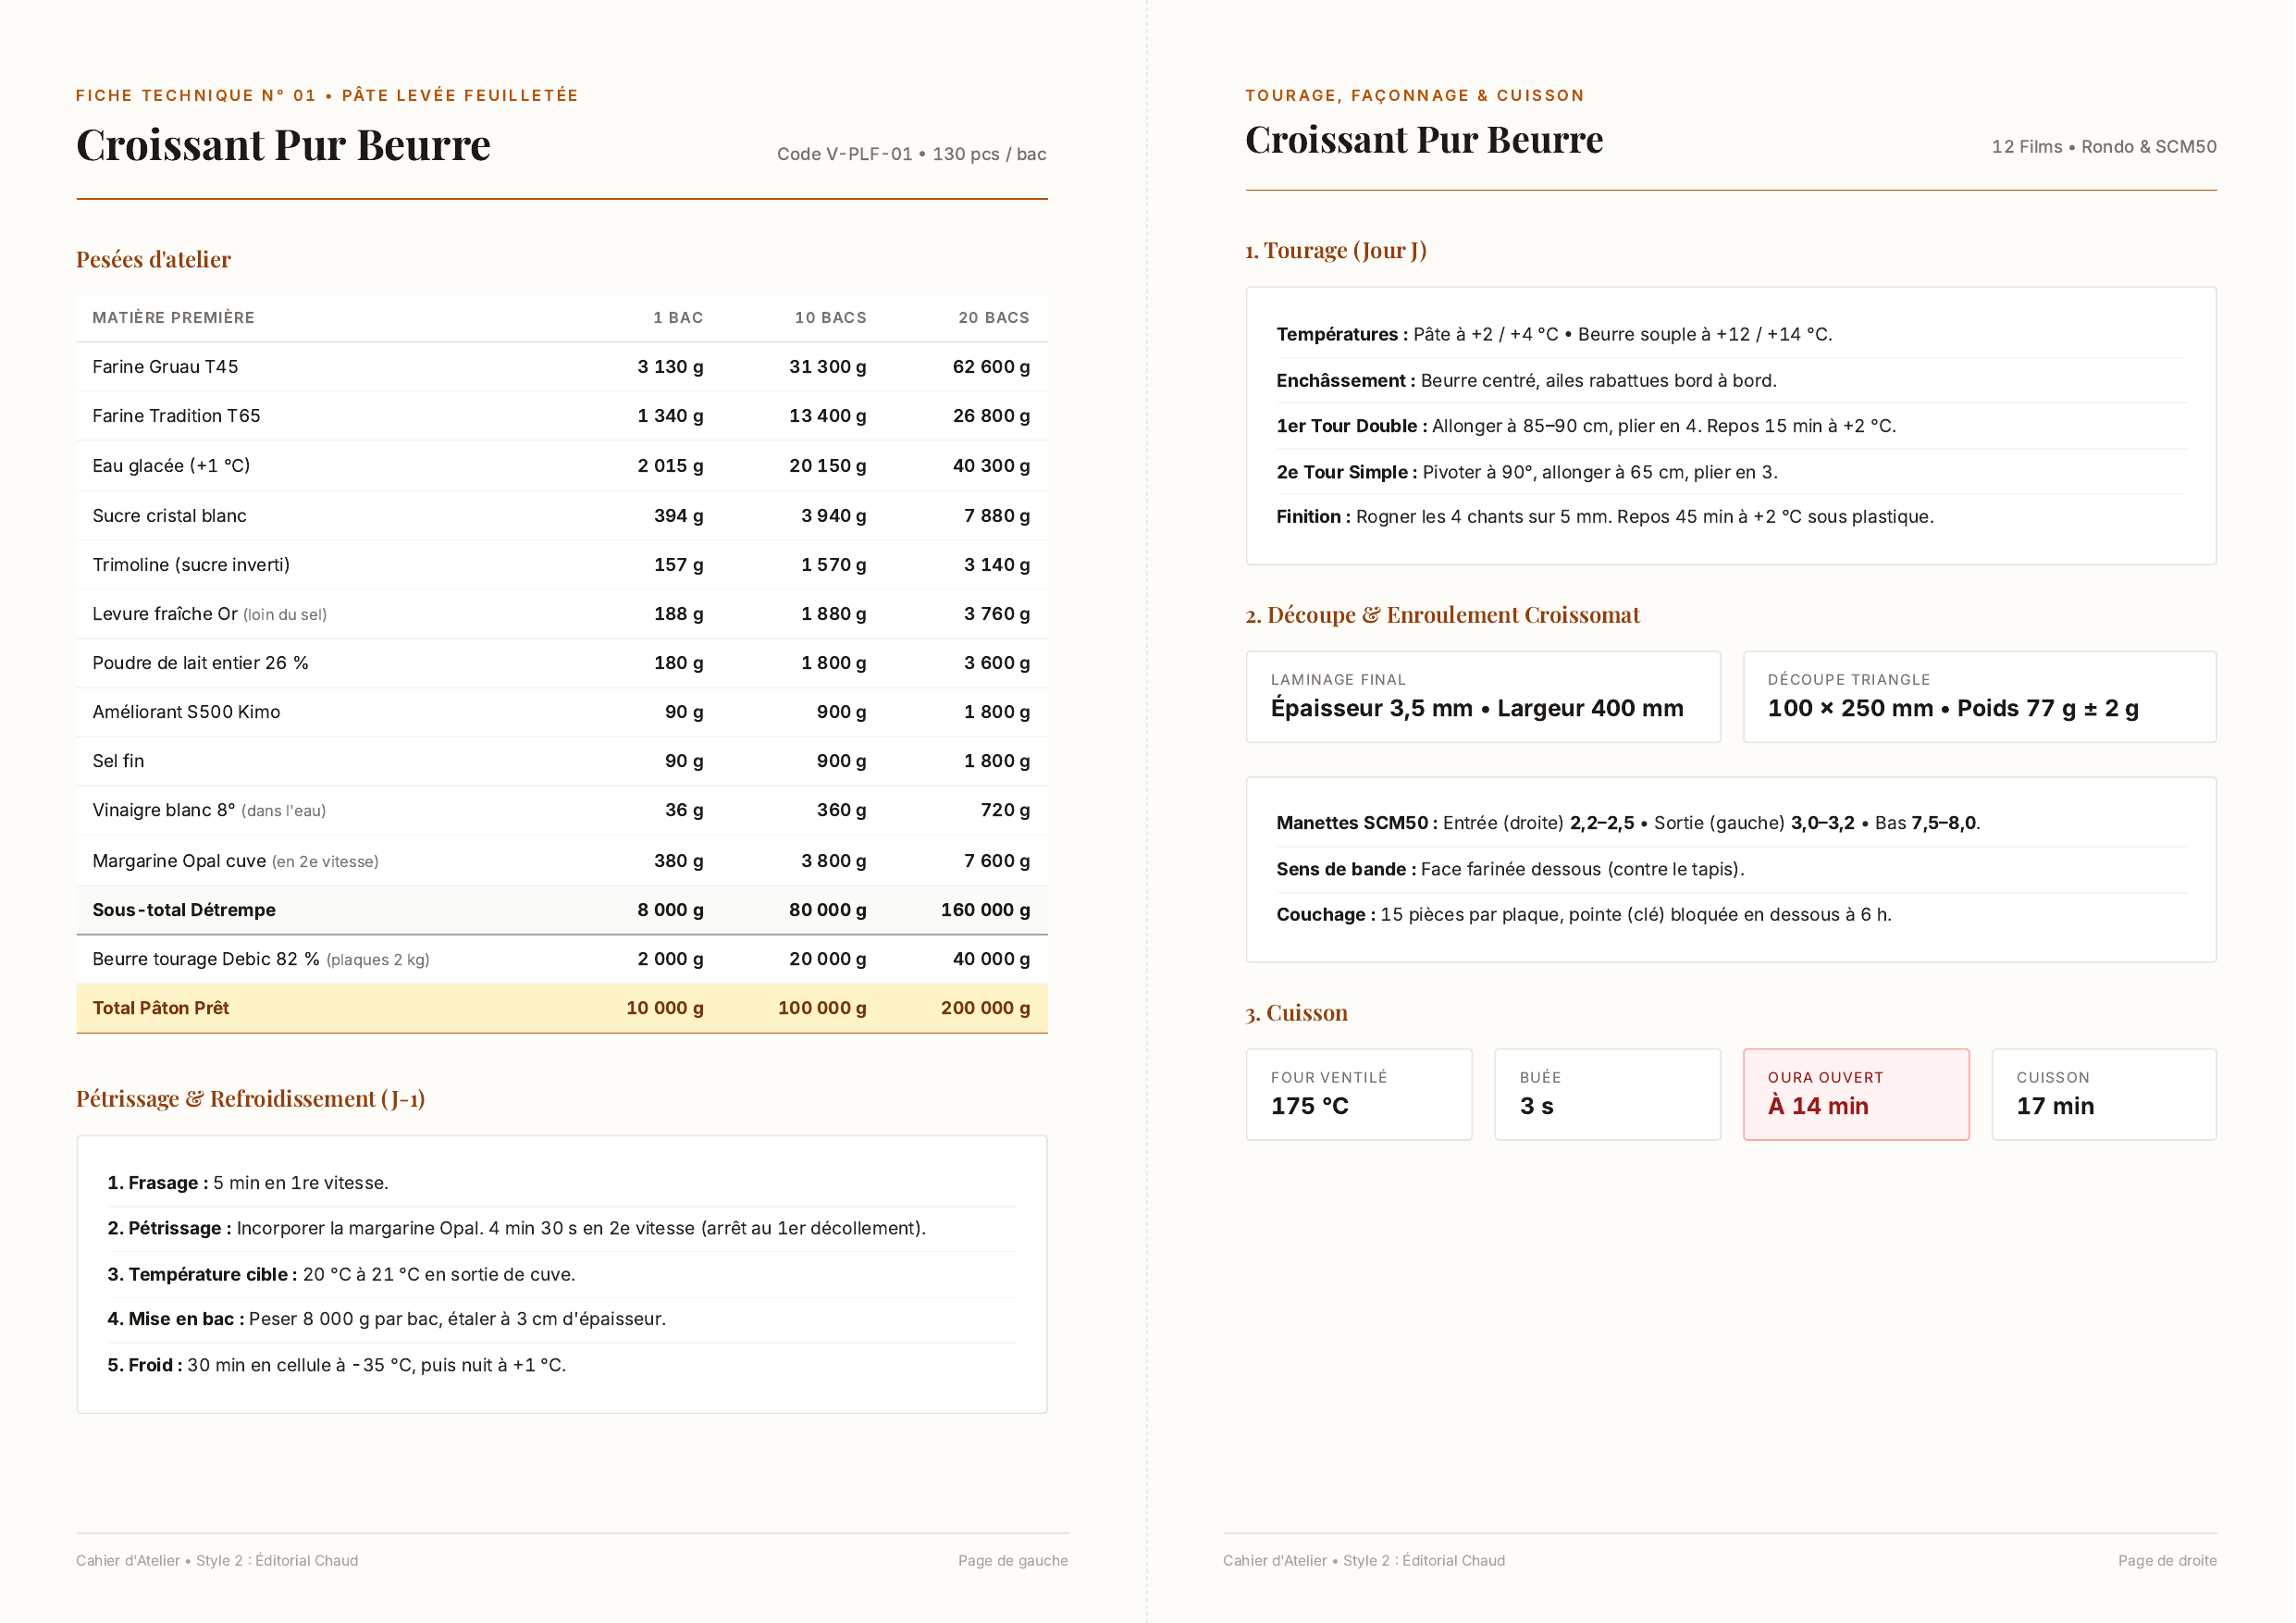 FICHE TECHNIQUE N° 01 • PÂTE LEVÉE FEUILLETÉE
Croissant Pur Beurre
Code V-PLF-01 • 130 pcs / bac
Pesées d'atelier
MATIÈRE PREMIÈRE 1 BAC 10 BACS 20 BACS
Farine Gruau T45 3 130 g 31 300 g 62 600 g
Farine Tradition T65 1 340 g 13 400 g 26 800 g
Eau glacée (+1 °C) 2 015 g 20 150 g 40 300 g
Sucre cristal blanc 394 g 3 940 g 7 880 g
Trimoline (sucre inverti) 157 g 1 570 g 3 140 g
Levure fraîche Or (loin du sel) 188 g 1 880 g 3 760 g
Poudre de lait entier 26 % 180 g 1 800 g 3 600 g
Améliorant S500 Kimo 90 g 900 g 1 800 g
Sel fin 90 g 900 g 1 800 g
Vinaigre blanc 8° (dans l'eau) 36 g 360 g 720 g
Margarine Opal cuve (en 2e vitesse) 380 g 3 800 g 7 600 g
Sous-total Détrempe 8 000 g 80 000 g 160 000 g
Beurre tourage Debic 82 % (plaques 2 kg) 2 000 g 20 000 g 40 000 g
Total Pâton Prêt 10 000 g 100 000 g 200 000 g
Pétrissage & Refroidissement (J-1)
1. Frasage : 5 min en 1re vitesse.
2. Pétrissage : Incorporer la margarine Opal. 4 min 30 s en 2e vitesse (arrêt au 1er décollement).
3. Température cible : 20 °C à 21 °C en sortie de cuve.
4. Mise en bac : Peser 8 000 g par bac, étaler à 3 cm d'épaisseur.
5. Froid : 30 min en cellule à -35 °C, puis nuit à +1 °C.
Cahier d'Atelier • Style 2 : Éditorial Chaud
Page de gauche
TOURAGE, FAÇONNAGE & CUISSON
Croissant Pur Beurre
12 Films • Rondo & SCM50
1. Tourage (Jour J)
Températures : Pâte à +2 / +4 °C • Beurre souple à +12 / +14 °C.
Enchâssement : Beurre centré, ailes rabattues bord à bord.
1er Tour Double : Allonger à 85–90 cm, plier en 4. Repos 15 min à +2 °C.
2e Tour Simple : Pivoter à 90°, allonger à 65 cm, plier en 3.
Finition : Rogner les 4 chants sur 5 mm. Repos 45 min à +2 °C sous plastique.
2. Découpe & Enroulement Croissomat
LAMINAGE FINAL
Épaisseur 3,5 mm • Largeur 400 mm
DÉCOUPE TRIANGLE
100 × 250 mm • Poids 77 g ± 2 g
Manettes SCM50 : Entrée (droite) 2,2–2,5 • Sortie (gauche) 3,0–3,2 • Bas 7,5–8,0.
Sens de bande : Face farinée dessous (contre le tapis).
Couchage : 15 pièces par plaque, pointe (clé) bloquée en dessous à 6 h.
3. Cuisson
FOUR VENTILÉ
175 °C
BUÉE
3 s
OURA OUVERT
À 14 min
CUISSON
17 min
Cahier d'Atelier • Style 2 : Éditorial Chaud
Page de droite